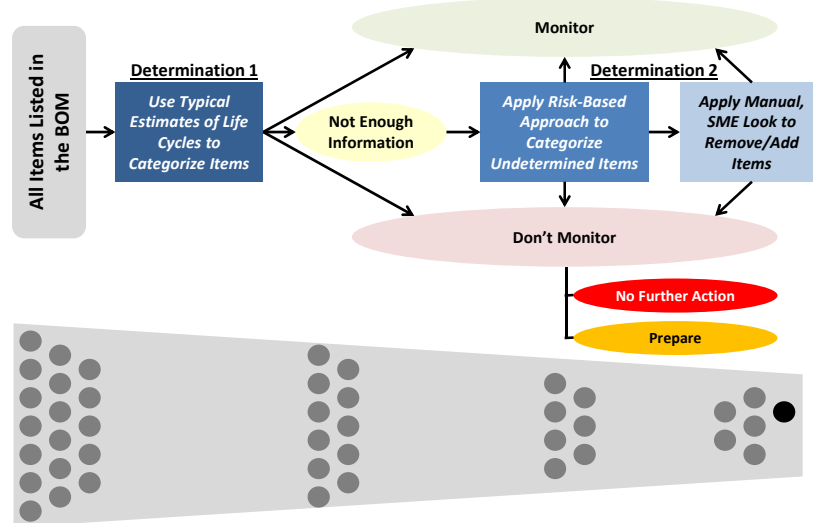 All Items Listed in
the BOM
Monitor
Determination 1
Use Typical
Estimates of Life
Cycles to
Categorize Items
Not Enough
Information
Determination 2
Apply Risk-Based
Approach to
Categorize
Undetermined Items
Apply Manual,
SME Look to
Remove/Add
Items
Don't Monitor
No Further Action
Prepare